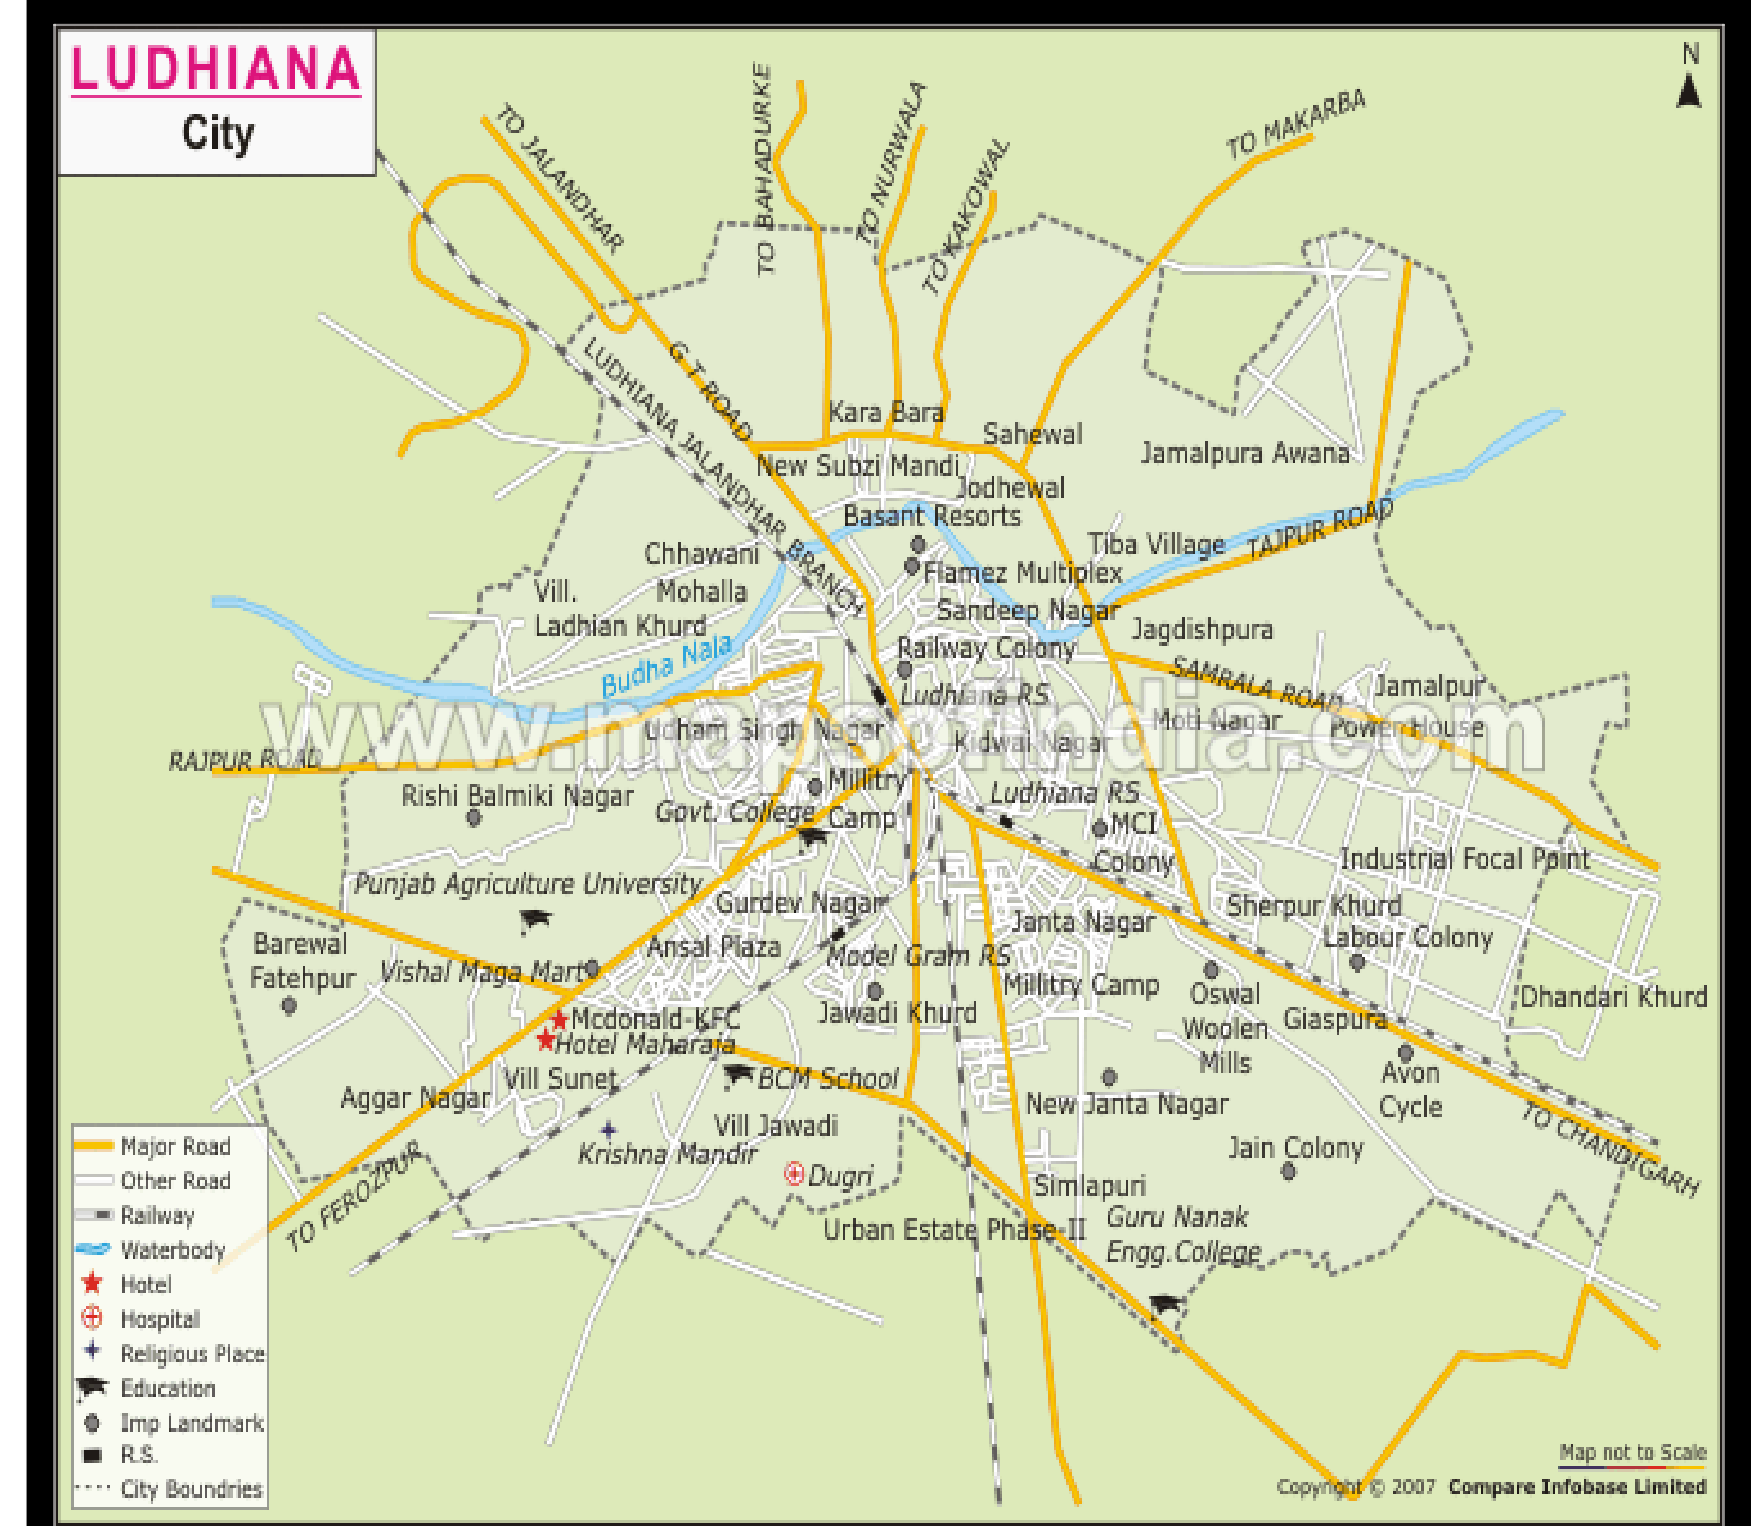 LUDHIANA
City
N
TO JALANDHAR
TO BAHADURKE
TO NURWALA
TO KAKOWAL
TO MAKARBA
G T ROAD
LUDHIANA JALANDHAR BRANCH
Kara Bara
Sahewal
Jamalpura Awana
New Subzi Mandi
Jodhewal
Basant Resorts
TAJPUR ROAD
Tiba Village
Chhawani
Mohalla
Flamez Multiplex
Vill.
Ladhian Khurd
Sandeep Nagar
Jagdishpura
Budha Nala
Railway Colony
SAMRALA ROAD
Jamalpur
Ludhiana RS
Moti Nagar
Power House
Udham Singh Nagar
Kidwai Nagar
www.mapsofindia.com
RAJPUR ROAD
Rishi Balmiki Nagar
Millitry
Camp
Ludhiana RS
Govt. College
MCI
Colony
Industrial Focal Point
Punjab Agriculture University
Gurdev Nagar
Janta Nagar
Sherpur Khurd
Labour Colony
Barewal
Fatehpur
Ansal Plaza
Model Gram RS
Vishal Maga Mart
Millitry Camp
Oswal
Woolen
Mills
Dhandari Khurd
Mcdonald-KFC
Jawadi Khurd
Giaspura
Hotel Maharaja
Vill Sunet
BCM School
Avon
Cycle
Aggar Nagar
New Janta Nagar
TO CHANDIGARH
Vill Jawadi
Krishna Mandir
Jain Colony
Dugri
Simlapuri
TO FEROZPUR
Urban Estate Phase-II
Guru Nanak
Engg.College
Major Road
Other Road
Railway
Waterbody
Hotel
Hospital
Religious Place
Education
Imp Landmark
R.S.
City Boundries
Map not to Scale
Copyright © 2007 Compare Infobase Limited